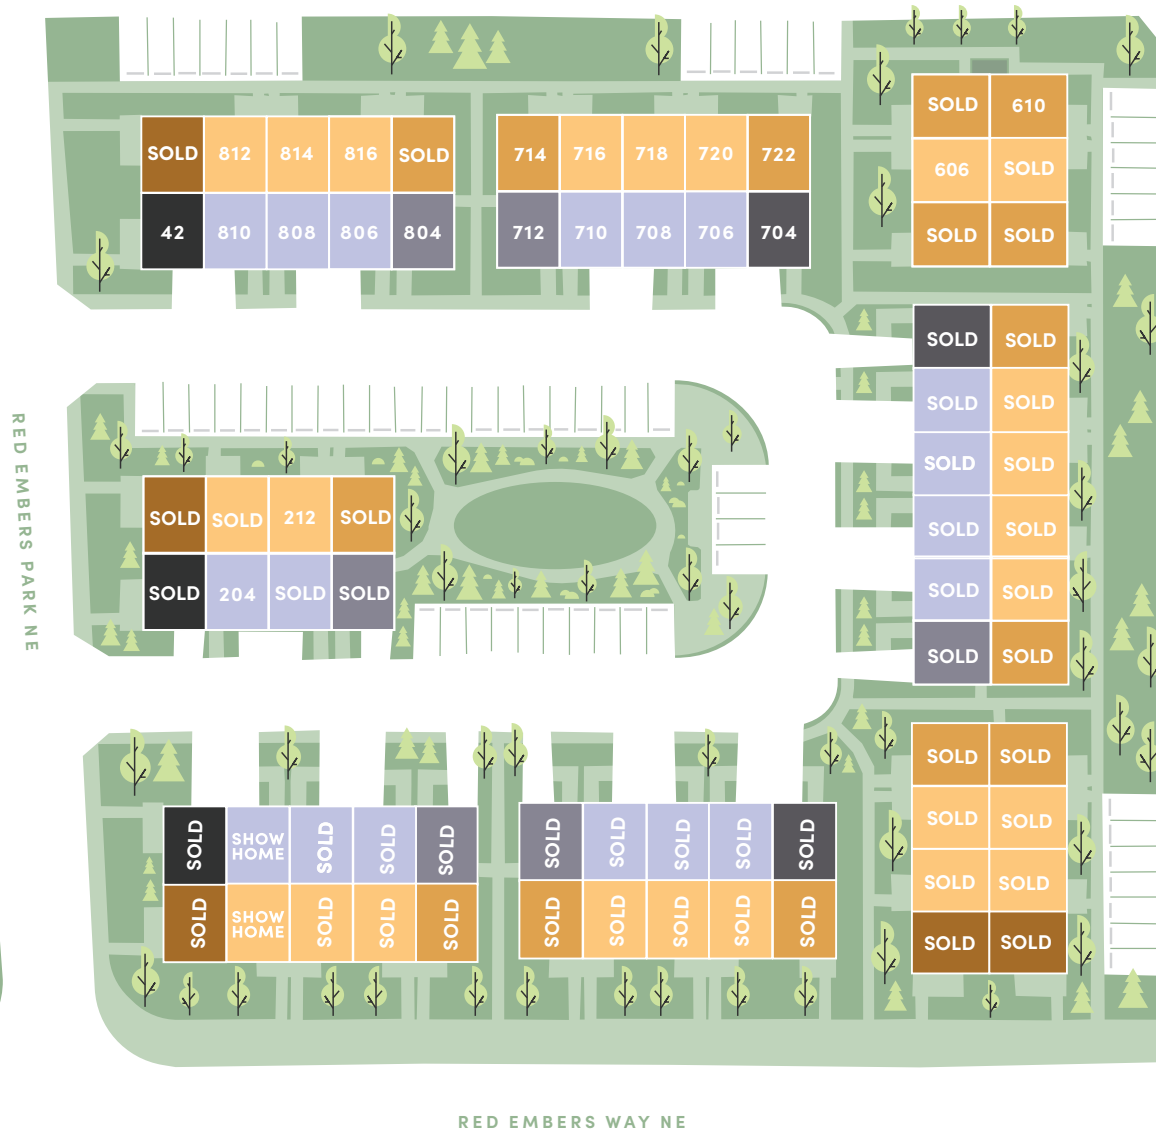 SOLD 610
606 SOLD
SOLD SOLD
SOLD 812 814 816 SOLD
42 810 808 806 804
714 716 718 720 722
712 710 708 706 704
SOLD SOLD
SOLD SOLD
SOLD SOLD
SOLD SOLD
SOLD SOLD
SOLD SOLD
RED EMBERS PARK NE
SOLD SOLD 212 SOLD
SOLD 204 SOLD SOLD
SOLD SOLD
SOLD SOLD
SOLD SOLD
SOLD SOLD
SOLD SHOW HOME SOLD SOLD SOLD
SOLD SHOW HOME SOLD SOLD SOLD
SOLD SOLD SOLD SOLD SOLD
SOLD SOLD SOLD SOLD SOLD
RED EMBERS WAY NE